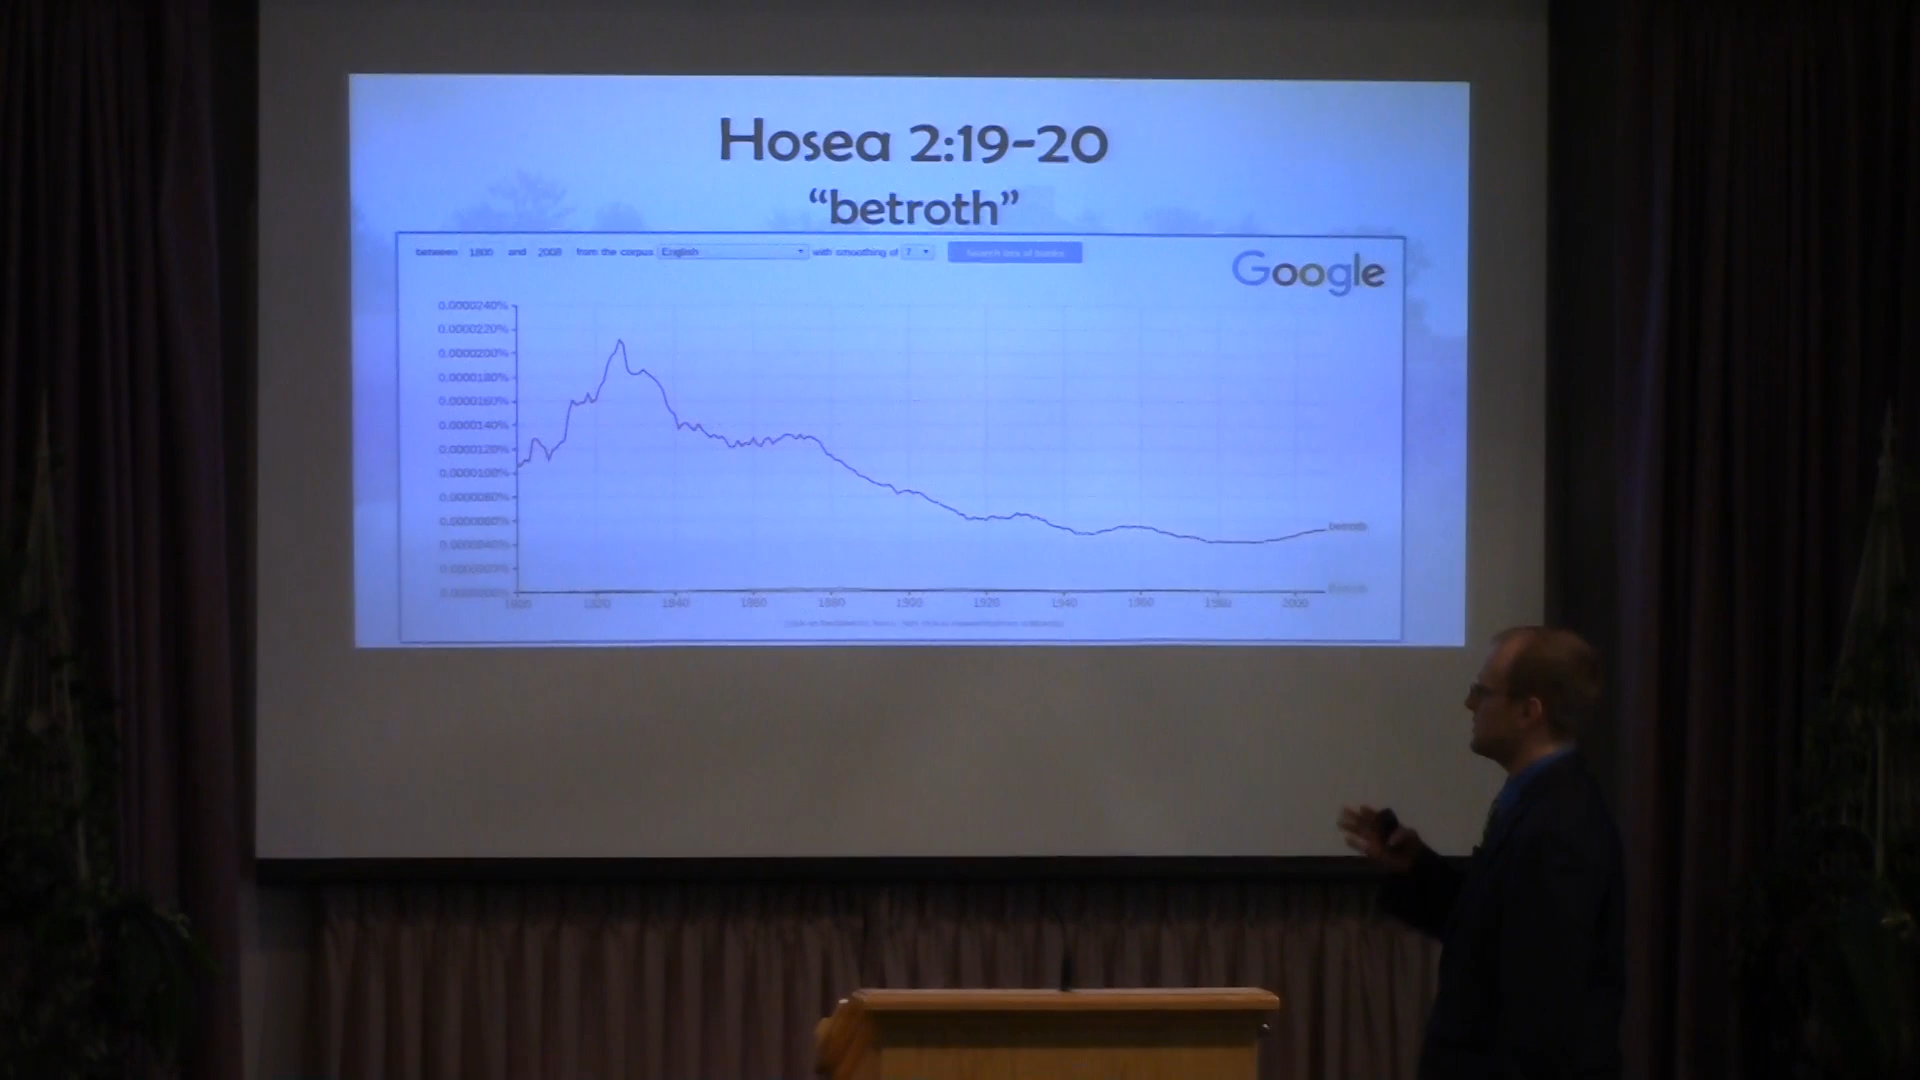 Hosea 2:19-20
“betroth”
between 1800 and 2008 from the corpus English with smoothing of 7 Search lots of books
Google
0.0000240%
0.0000220%
0.0000200%
0.0000180%
0.0000160%
0.0000140%
0.0000120%
0.0000100%
0.0000080%
0.0000060%
betroth
0.0000040%
0.0000020%
0.0000000%
1800 1820 1840 1860 1880 1900 1920 1940 1960 1980 2000